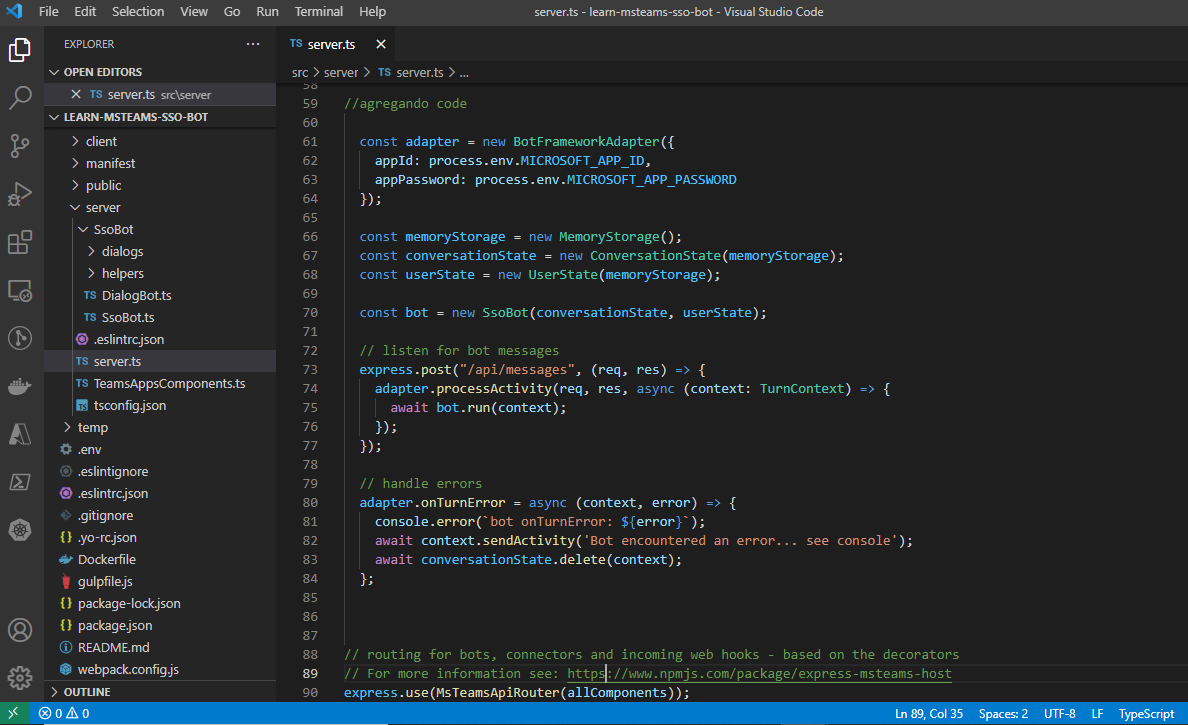 File Edit Selection View Go Run Terminal Help server.ts - learn-msteams-sso-bot - Visual Studio Code
EXPLORER ···
OPEN EDITORS
TS server.ts src\server
LEARN-MSTEAMS-SSO-BOT
client
manifest
public
server
SsoBot
dialogs
helpers
TS DialogBot.ts
TS SsoBot.ts
.eslintrc.json
TS server.ts
TS TeamsAppsComponents.ts
TS tsconfig.json
temp
.env
.eslintignore
.eslintrc.json
.gitignore
{} .yo-rc.json
Dockerfile
gulpfile.js
{} package-lock.json
{} package.json
README.md
webpack.config.js
OUTLINE
TS server.ts
src > server > TS server.ts > ...
58
59 //agregando code
60
61 const adapter = new BotFrameworkAdapter({
62 appId: process.env.MICROSOFT_APP_ID,
63 appPassword: process.env.MICROSOFT_APP_PASSWORD
64 });
65
66 const memoryStorage = new MemoryStorage();
67 const conversationState = new ConversationState(memoryStorage);
68 const userState = new UserState(memoryStorage);
69
70 const bot = new SsoBot(conversationState, userState);
71
72 // listen for bot messages
73 express.post("/api/messages", (req, res) => {
74 adapter.processActivity(req, res, async (context: TurnContext) => {
75 await bot.run(context);
76 });
77 });
78
79 // handle errors
80 adapter.onTurnError = async (context, error) => {
81 console.error(`bot onTurnError: ${error}`);
82 await context.sendActivity('Bot encountered an error... see console');
83 await conversationState.delete(context);
84 };
85
86
87
88 // routing for bots, connectors and incoming web hooks - based on the decorators
89 // For more information see: https://www.npmjs.com/package/express-msteams-host
90 express.use(MsTeamsApiRouter(allComponents));
0 0 Ln 89, Col 35 Spaces: 2 UTF-8 LF TypeScript